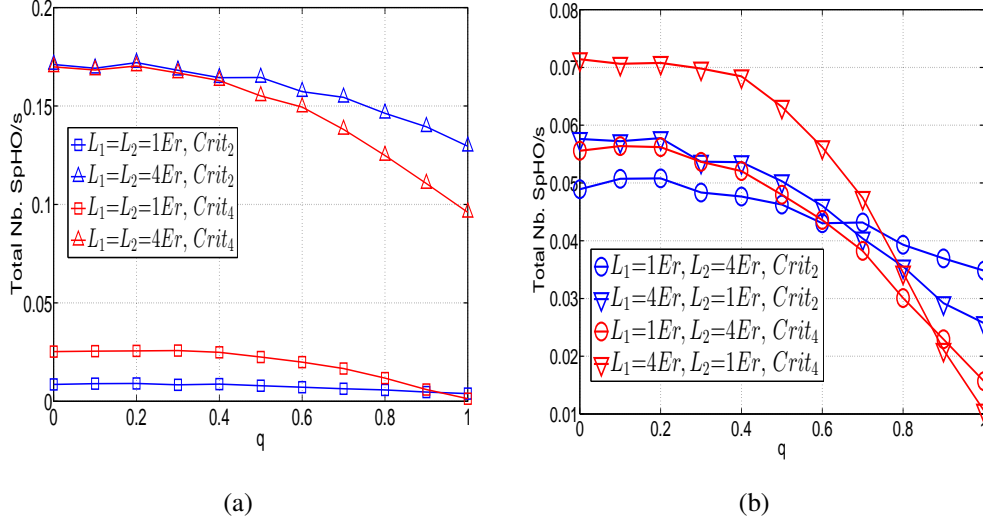 0.2
0.15
0.1
0.05
0
Total Nb. SpHO/s
L₁=L₂=1Er, Crit₂
L₁=L₂=4Er, Crit₂
L₁=L₂=1Er, Crit₄
L₁=L₂=4Er, Crit₄
0 0.2 0.4 0.6 0.8 1
q
(a)
0.08
0.07
0.06
0.05
0.04
0.03
0.02
0.01
Total Nb. SpHO/s
L₁=1Er, L₂=4Er, Crit₂
L₁=4Er, L₂=1Er, Crit₂
L₁=1Er, L₂=4Er, Crit₄
L₁=4Er, L₂=1Er, Crit₄
0 0.2 0.4 0.6 0.8
q
(b)